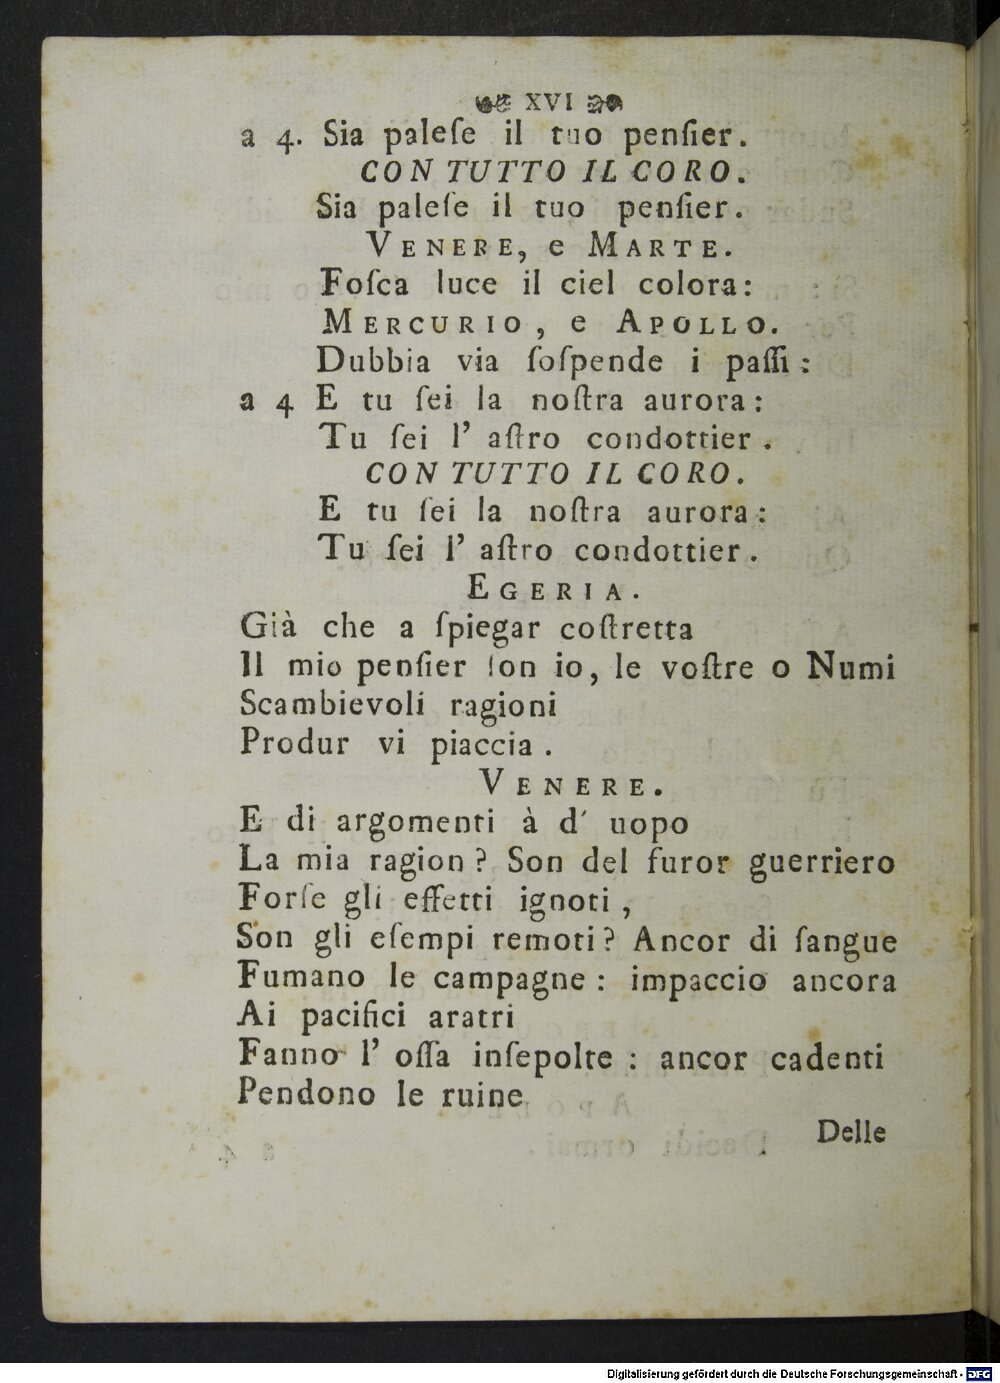 XVI
a 4. Sia paleſe il tuo penſier.
CON TUTTO IL CORO.
Sia paleſe il tuo penſier.
VENERE, e MARTE.
Foſca luce il ciel colora:
MERCURIO, e APOLLO.
Dubbia via ſoſpende i paſſi:
a 4 E tu ſei la noſtra aurora:
Tu ſei l' aſtro condottier.
CON TUTTO IL CORO.
E tu ſei la noſtra aurora:
Tu ſei l' aſtro condottier.
EGERIA.
Già che a ſpiegar coſtretta
Il mio penſier ſon io, le voſtre o Numi
Scambievoli ragioni
Produr vi piaccia.
VENERE.
E di argomenti à d' uopo
La mia ragion? Son del furor guerriero
Forſe gli effetti ignoti,
Son gli eſempi remoti? Ancor di ſangue
Fumano le campagne: impaccio ancora
Ai pacifici aratri
Fanno l' oſſa inſepolte: ancor cadenti
Pendono le ruine
Delle
Digitalisierung gefördert durch die Deutsche Forschungsgemeinschaft - DFG